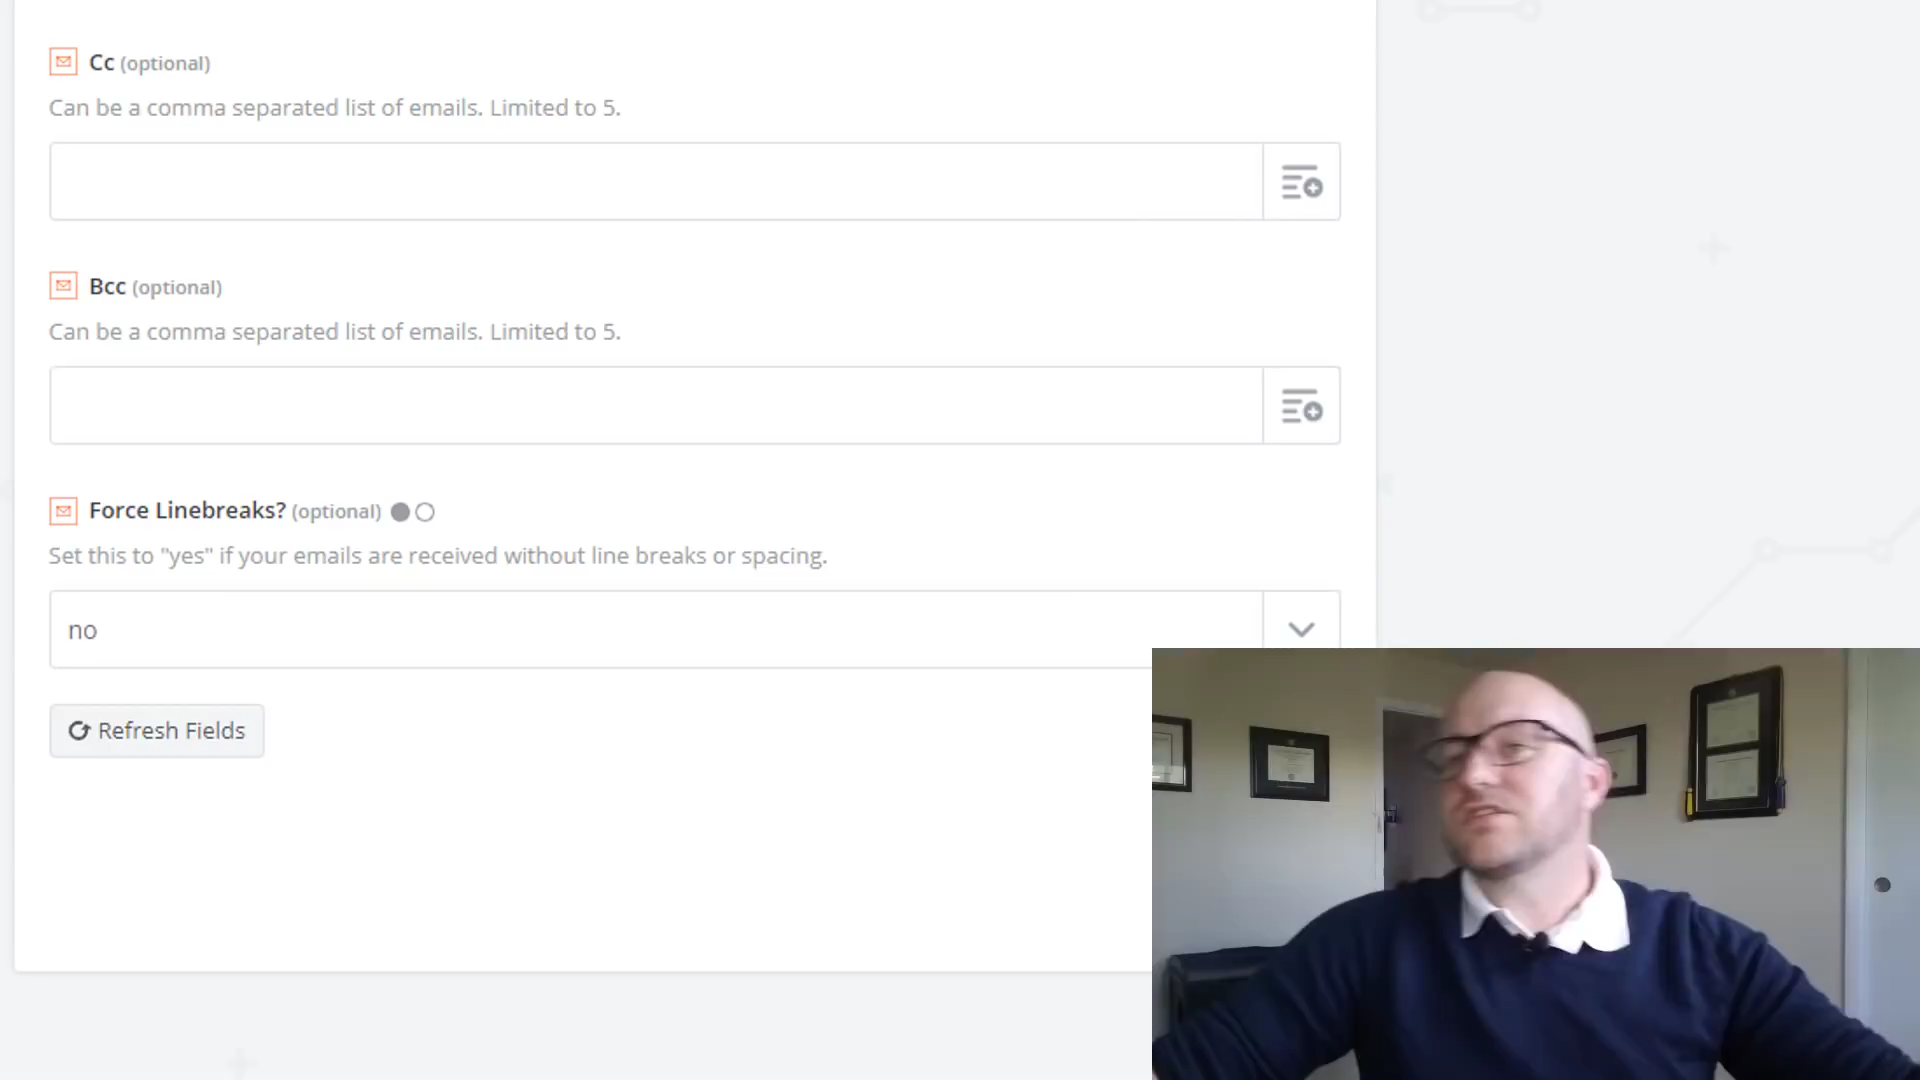 Cc (optional)
Can be a comma separated list of emails. Limited to 5.
Bcc (optional)
Can be a comma separated list of emails. Limited to 5.
Force Linebreaks? (optional)
Set this to "yes" if your emails are received without line breaks or spacing.
no
Refresh Fields